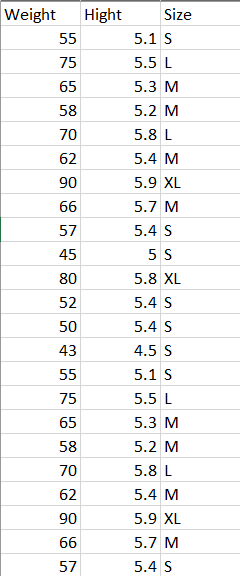 Weight Hight Size
55 5.1 S
75 5.5 L
65 5.3 M
58 5.2 M
70 5.8 L
62 5.4 M
90 5.9 XL
66 5.7 M
57 5.4 S
45 5 S
80 5.8 XL
52 5.4 S
50 5.4 S
43 4.5 S
55 5.1 S
75 5.5 L
65 5.3 M
58 5.2 M
70 5.8 L
62 5.4 M
90 5.9 XL
66 5.7 M
57 5.4 S